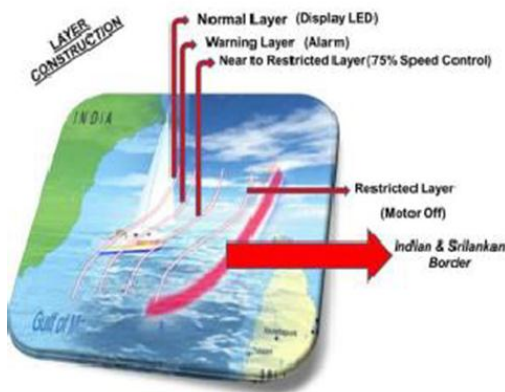 LAYER
CONSTRUCTION
Normal Layer (Display LED)
Warning Layer (Alarm)
Near to Restricted Layer(75% Speed Control)
INDIA
Restricted Layer
(Motor Off)
Indian & Srilankan
Border
Gulf of M